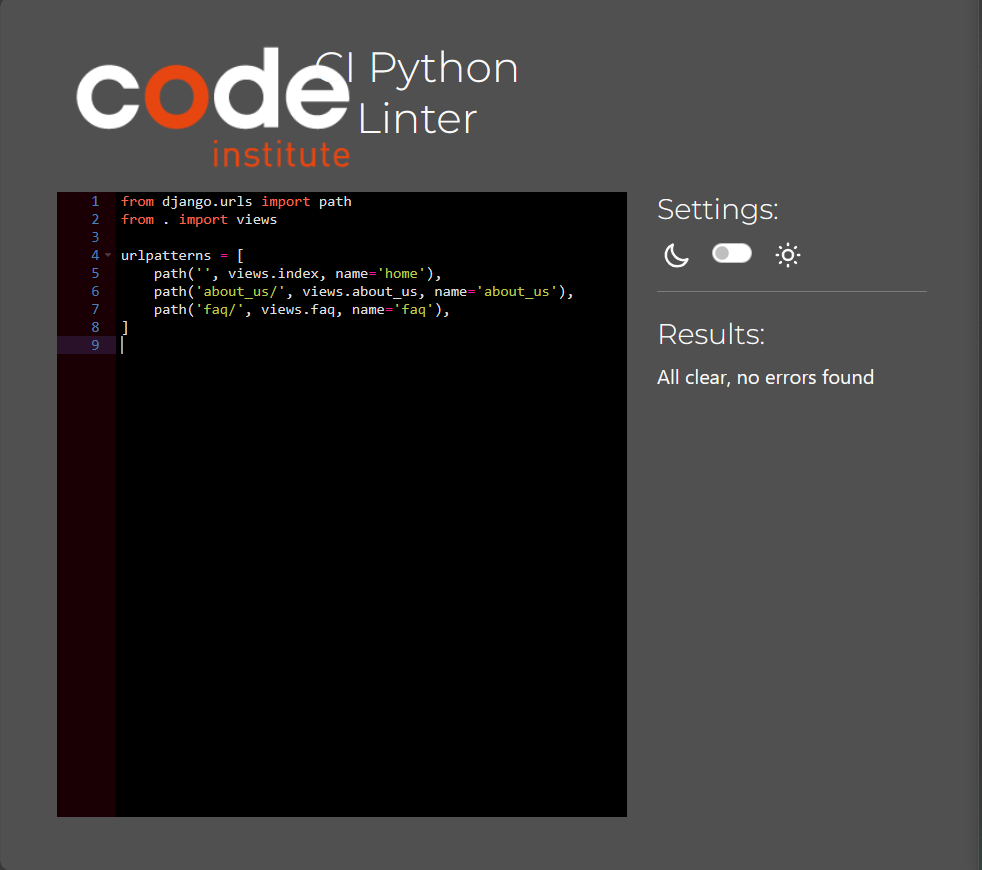 code
institute
CI Python
Linter
1 from django.urls import path
2 from . import views
3
4 urlpatterns = [
5     path('', views.index, name='home'),
6     path('about_us/', views.about_us, name='about_us'),
7     path('faq/', views.faq, name='faq'),
8 ]
9
Settings:
Results:
All clear, no errors found